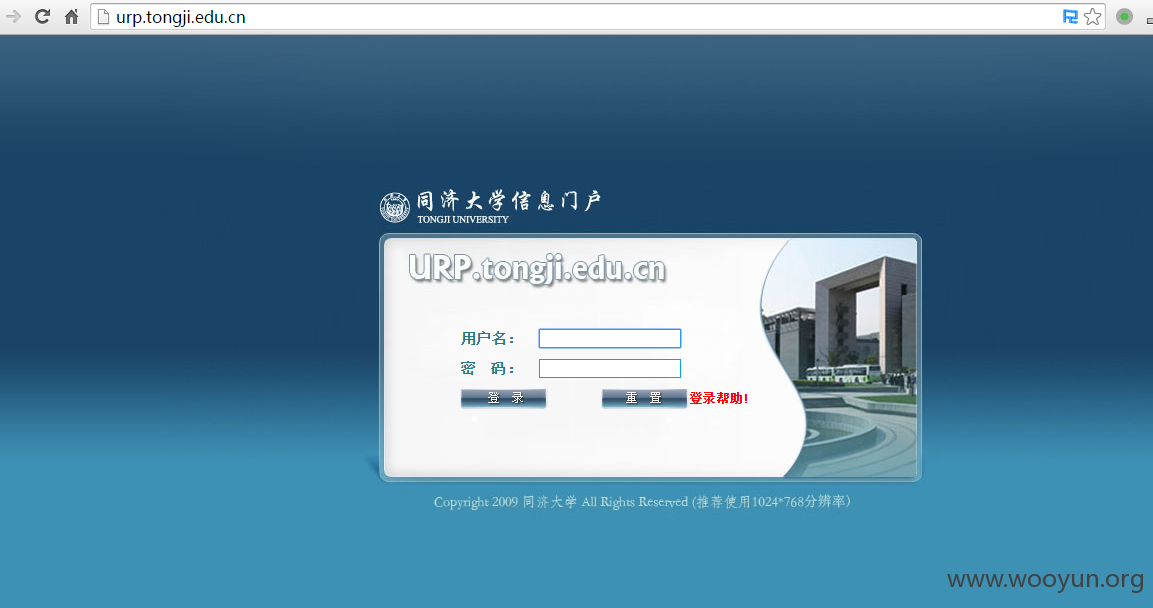 urp.tongji.edu.cn
同济大学信息门户
TONGJI UNIVERSITY
URP.tongji.edu.cn
用户名：
密 码：
登 录 重 置 登录帮助!
Copyright 2009 同济大学 All Rights Reserved (推荐使用1024*768分辨率)
www.wooyun.org